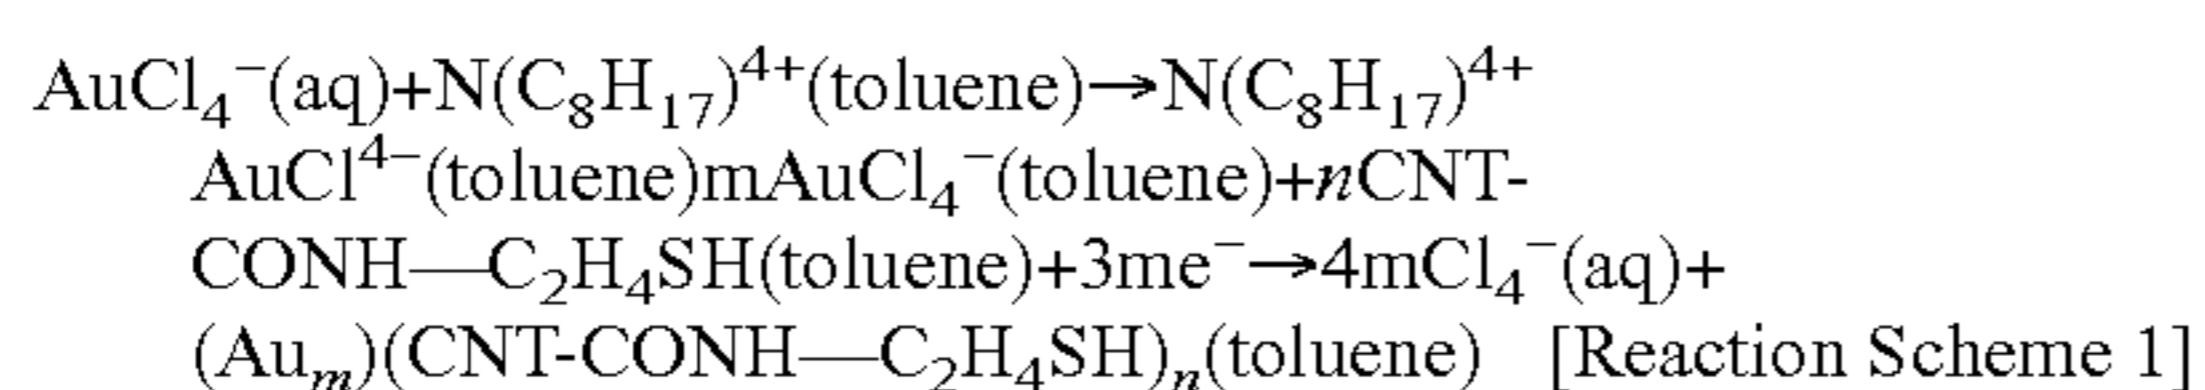 AuCl₄⁻(aq)+N(C₈H₁₇)⁴⁺(toluene)→N(C₈H₁₇)⁴⁺
AuCl⁴⁻(toluene)mAuCl₄⁻(toluene)+nCNT-
CONH—C₂H₄SH(toluene)+3me⁻→4mCl₄⁻(aq)+
(Auₘ)(CNT-CONH—C₂H₄SH)ₙ(toluene) [Reaction Scheme 1]